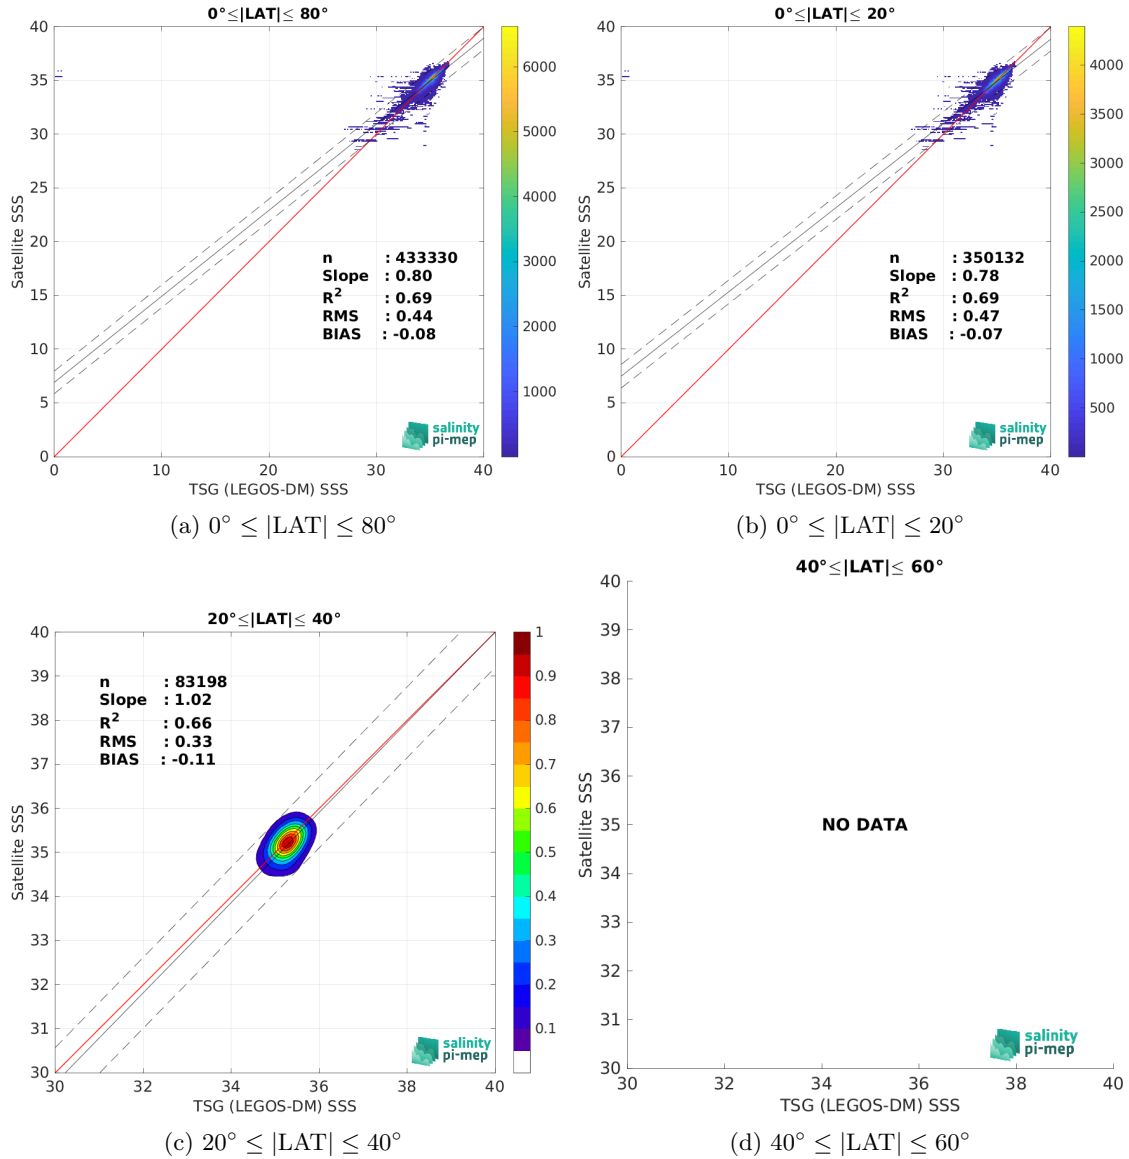 0°≤|LAT|≤ 80°
40
35
30
25
20
15
10
5
0
Satellite SSS
n : 433330
Slope : 0.80
R² : 0.69
RMS : 0.44
BIAS : -0.08
salinity
pi-mep
0 10 20 30 40
TSG (LEGOS-DM) SSS
6000
5000
4000
3000
2000
1000
(a) 0° ≤ |LAT| ≤ 80°
0°≤|LAT|≤ 20°
40
35
30
25
20
15
10
5
0
Satellite SSS
n : 350132
Slope : 0.78
R² : 0.69
RMS : 0.47
BIAS : -0.07
salinity
pi-mep
0 10 20 30 40
TSG (LEGOS-DM) SSS
4000
3500
3000
2500
2000
1500
1000
500
(b) 0° ≤ |LAT| ≤ 20°
20°≤|LAT|≤ 40°
40
39
38
37
36
35
34
33
32
31
30
Satellite SSS
n : 83198
Slope : 1.02
R² : 0.66
RMS : 0.33
BIAS : -0.11
salinity
pi-mep
30 32 34 36 38 40
TSG (LEGOS-DM) SSS
1
0.9
0.8
0.7
0.6
0.5
0.4
0.3
0.2
0.1
(c) 20° ≤ |LAT| ≤ 40°
40°≤|LAT|≤ 60°
40
39
38
37
36
35
34
33
32
31
30
Satellite SSS
NO DATA
salinity
pi-mep
30 32 34 36 38 40
TSG (LEGOS-DM) SSS
(d) 40° ≤ |LAT| ≤ 60°